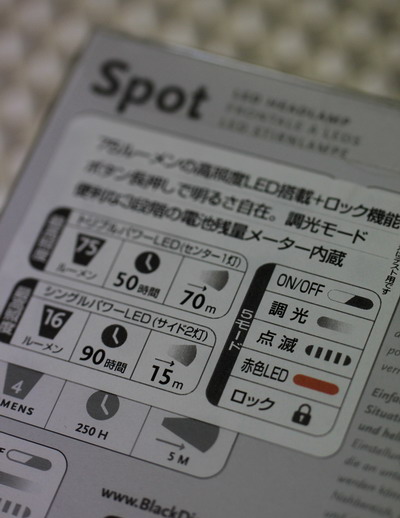 Spot
LED HEADLAMP
FRONTALE À LEDS
LED STIRNLAMPE
75ルーメンの高照度LED搭載+ロック機能
ボタン長押しで明るさ自在。調光モード
便利な3段階の電池残量メーター内蔵
トリプルパワーLED(センター1灯)
75
ルーメン
50時間
70m
シングルパワーLED(サイド2灯)
16
ルーメン
90時間
15m
5モード
ON/OFF
調光
点滅
赤色LED
ロック
4
MENS
250 H
5 M
www.BlackDi